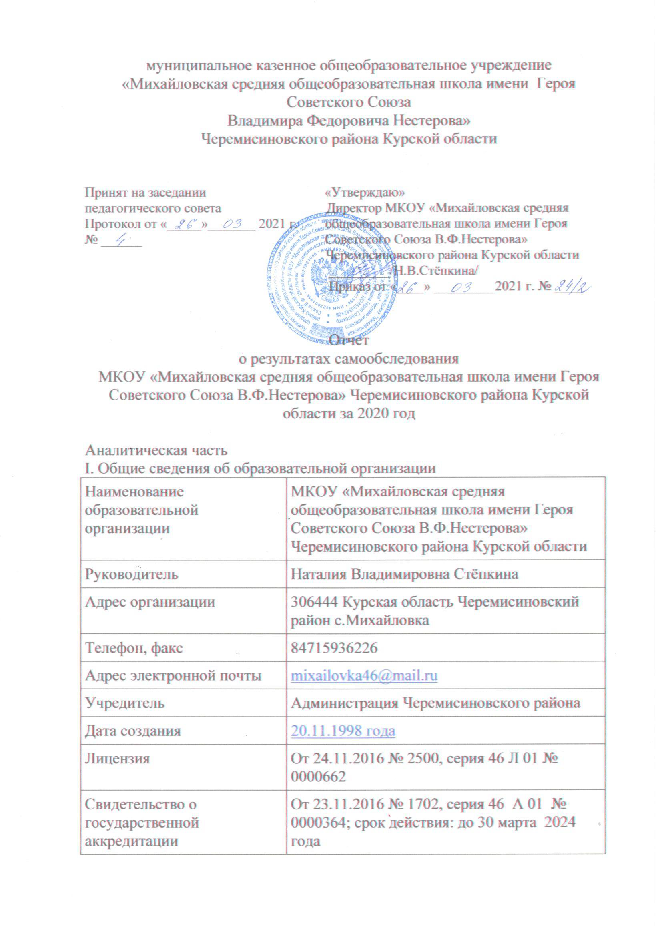 муниципальное казенное общеобразовательное учреждение
«Михайловская средняя общеобразовательная школа имени Героя
Советского Союза
Владимира Федоровича Нестерова»
Черемисиновского района Курской области
Принят на заседании
педагогического совета
Протокол от « 26 » 03 2021 г.
№ 4
«Утверждаю»
Директор МКОУ «Михайловская средняя
общеобразовательная школа имени Героя
Советского Союза В.Ф.Нестерова»
Черемисиновского района Курской области
/Н.В.Стёпкина/
Приказ от «26 » 03 2021 г. № 24/2
Отчет
о результатах самообследования
МКОУ «Михайловская средняя общеобразовательная школа имени Героя
Советского Союза В.Ф.Нестерова» Черемисиновского района Курской
области за 2020 год
Аналитическая часть
I. Общие сведения об образовательной организации
Наименование
образовательной
организации
МКОУ «Михайловская средняя
общеобразовательная школа имени Героя
Советского Союза В.Ф.Нестерова»
Черемисиновского района Курской области
Руководитель
Наталия Владимировна Стёпкина
Адрес организации
306444 Курская область Черемисиновский
район с.Михайловка
Телефон, факс
84715936226
Адрес электронной почты
mixailovka46@mail.ru
Учредитель
Администрация Черемисиновского района
Дата создания
20.11.1998 года
Лицензия
От 24.11.2016 № 2500, серия 46 Л 01 №
0000662
Свидетельство о
государственной
аккредитации
От 23.11.2016 № 1702, серия 46 А 01 №
0000364; срок действия: до 30 марта 2024
года